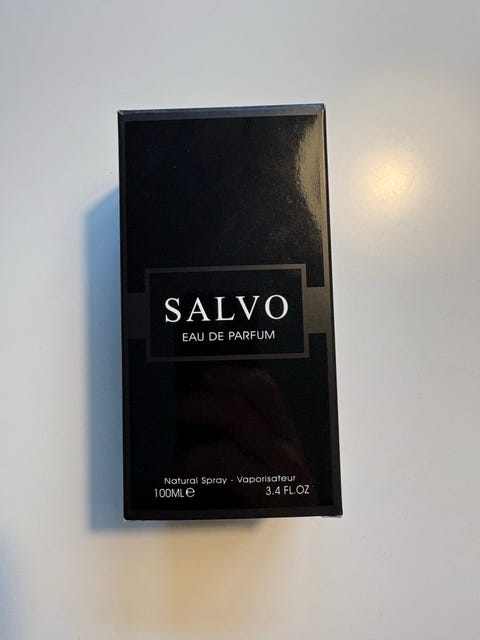 SALVO
EAU DE PARFUM
Natural Spray - Vaporisateur
100ML℮ 3.4 FL.OZ